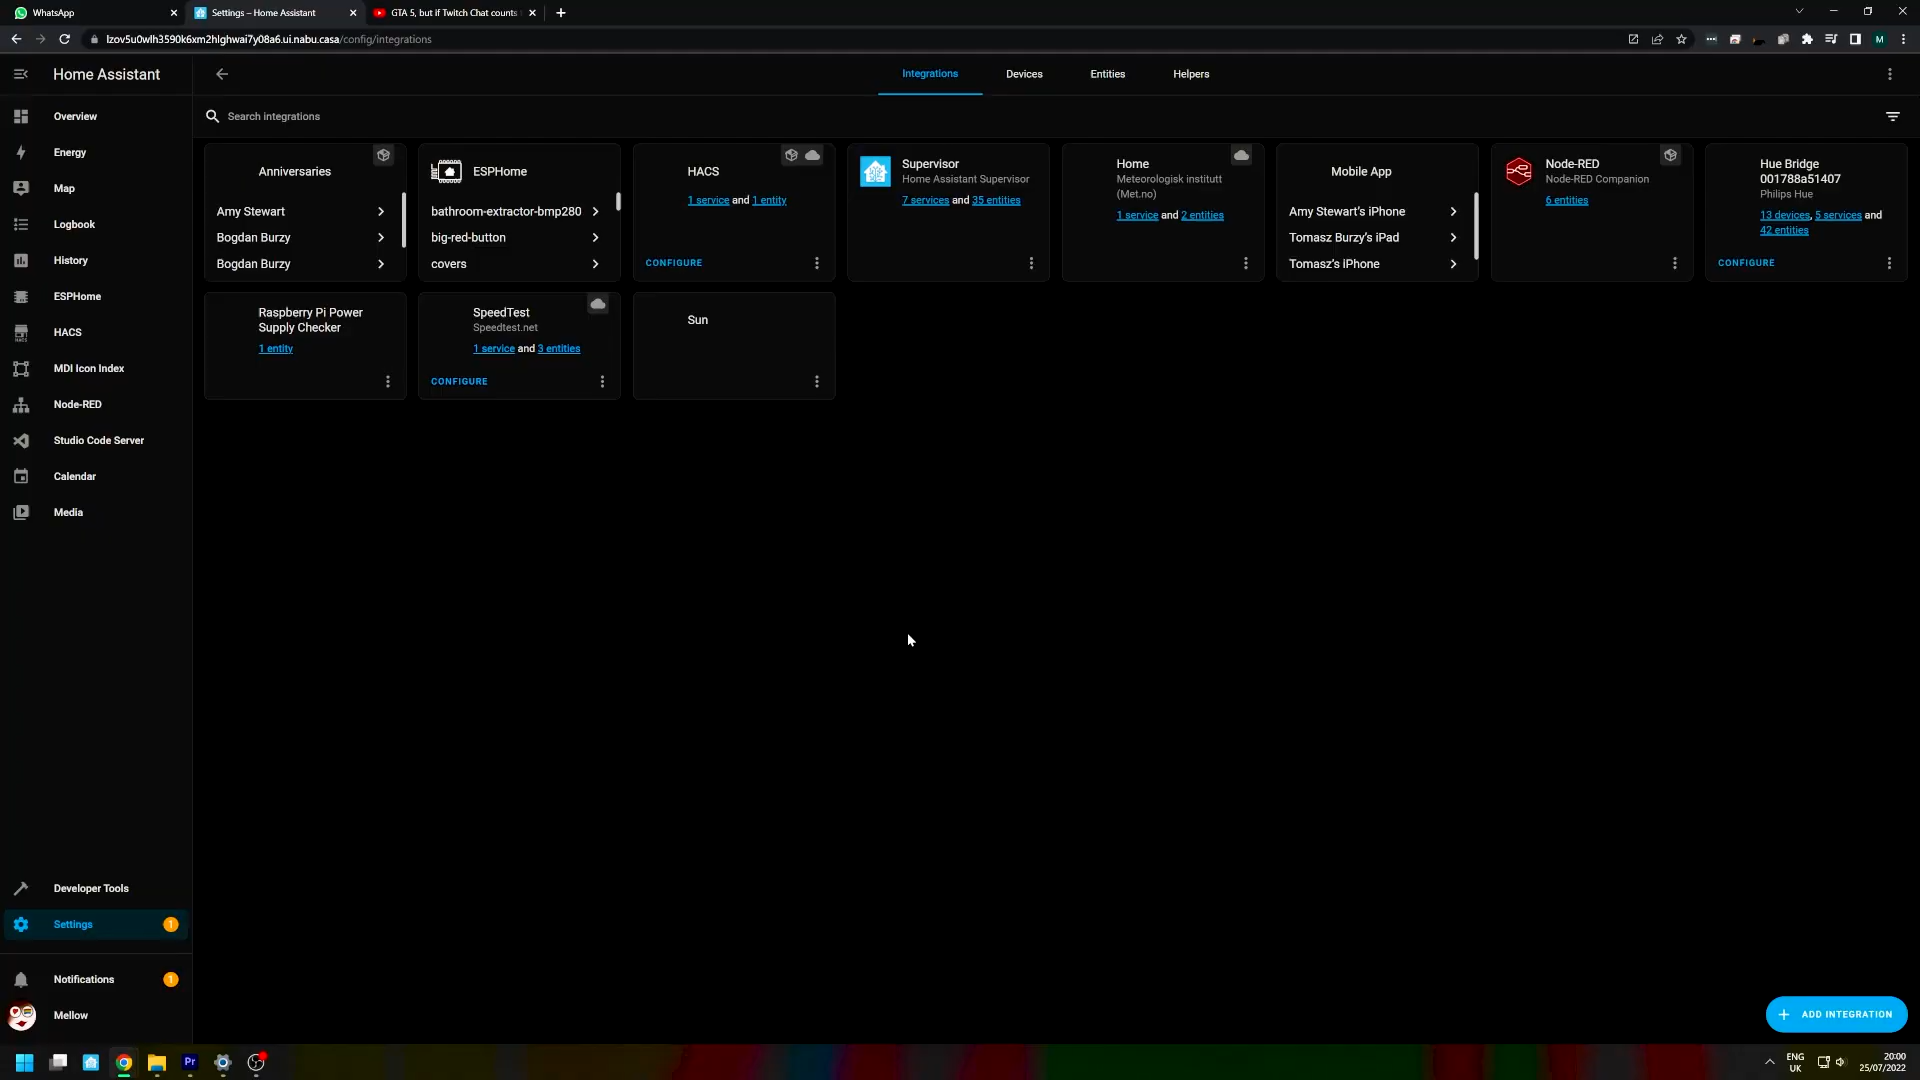 WhatsApp
Settings – Home Assistant
GTA 5, but if Twitch Chat counts
lzov5u0wlh3590k6xm2hlghwai7y08a6.ui.nabu.casa/config/integrations
M
Home Assistant
Integrations
Devices
Entities
Helpers
Overview
Energy
Map
Logbook
History
ESPHome
HACS
MDI Icon Index
Node-RED
Studio Code Server
Calendar
Media
Developer Tools
Settings
1
Notifications
1
Mellow
Search integrations
Anniversaries
Amy Stewart
Bogdan Burzy
Bogdan Burzy
ESPHome
bathroom-extractor-bmp280
big-red-button
covers
HACS
1 service and 1 entity
CONFIGURE
Supervisor
Home Assistant Supervisor
7 services and 35 entities
Home
Meteorologisk institutt
(Met.no)
1 service and 2 entities
Mobile App
Amy Stewart's iPhone
Tomasz Burzy's iPad
Tomasz's iPhone
Node-RED
Node-RED Companion
6 entities
Hue Bridge
001788a51407
Philips Hue
13 devices, 5 services and
42 entities
CONFIGURE
Raspberry Pi Power
Supply Checker
1 entity
SpeedTest
Speedtest.net
1 service and 3 entities
CONFIGURE
Sun
ADD INTEGRATION
Pr
ENG
UK
20:00
25/07/2022